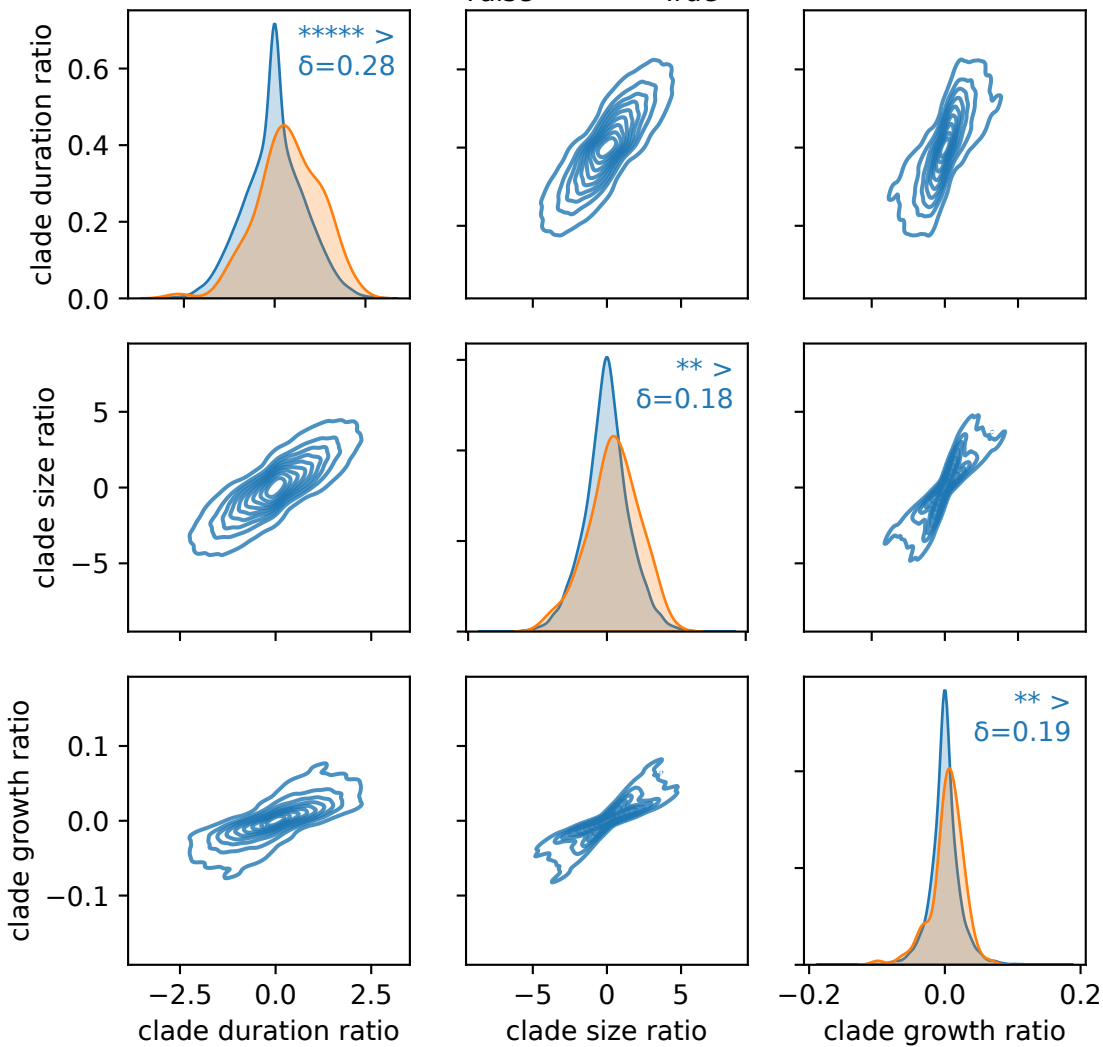 False True
clade duration ratio
0.6
0.4
0.2
0.0
***** >
δ=0.28
clade size ratio
5
0
−5
** >
δ=0.18
clade growth ratio
0.1
0.0
−0.1
** >
δ=0.19
−2.5 0.0 2.5
−5 0 5
−0.2 0.0 0.2
clade duration ratio
clade size ratio
clade growth ratio